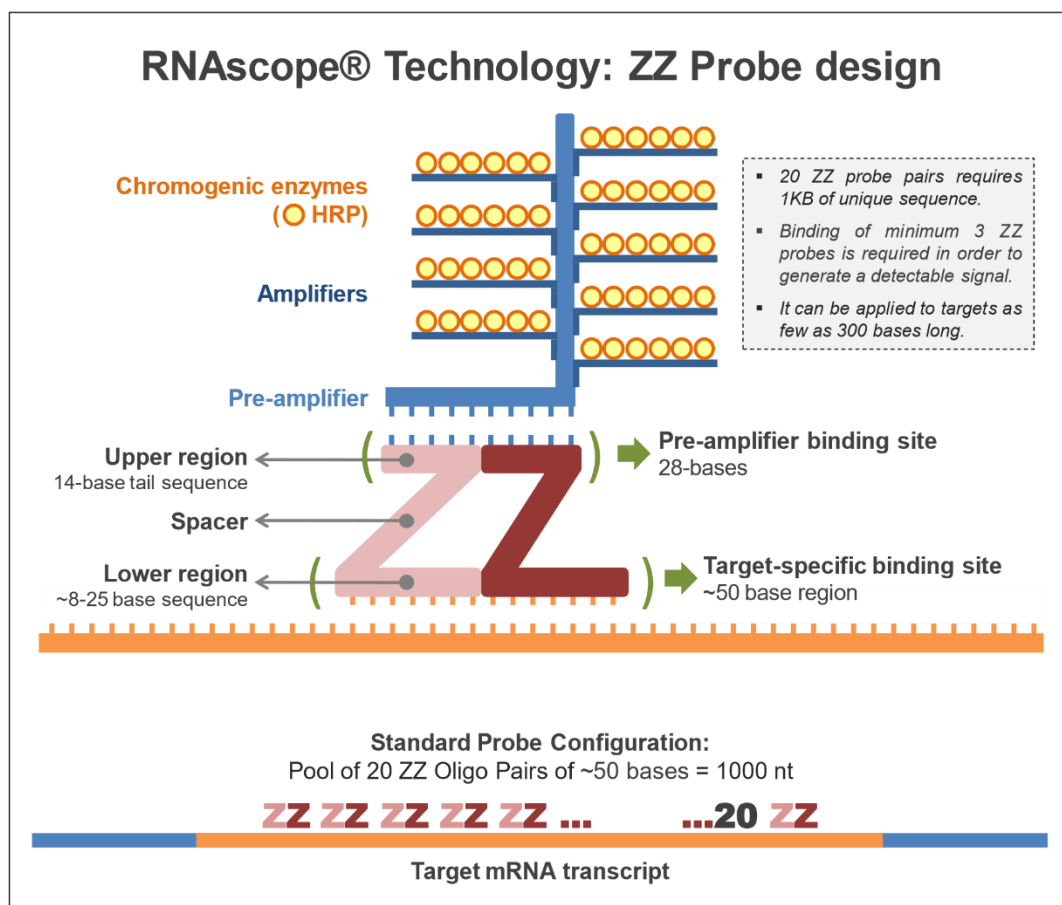 RNAscope® Technology: ZZ Probe design
Chromogenic enzymes
( HRP)
Amplifiers
▪ 20 ZZ probe pairs requires
1KB of unique sequence.
▪ Binding of minimum 3 ZZ
probes is required in order to
generate a detectable signal.
▪ It can be applied to targets as
few as 300 bases long.
Pre-amplifier
Upper region
14-base tail sequence
Pre-amplifier binding site
28-bases
Spacer
Lower region
~8-25 base sequence
Target-specific binding site
~50 base region
ZZ
Standard Probe Configuration:
Pool of 20 ZZ Oligo Pairs of ~50 bases = 1000 nt
ZZ ZZ ZZ ZZ ZZ ... ...20 ZZ
Target mRNA transcript